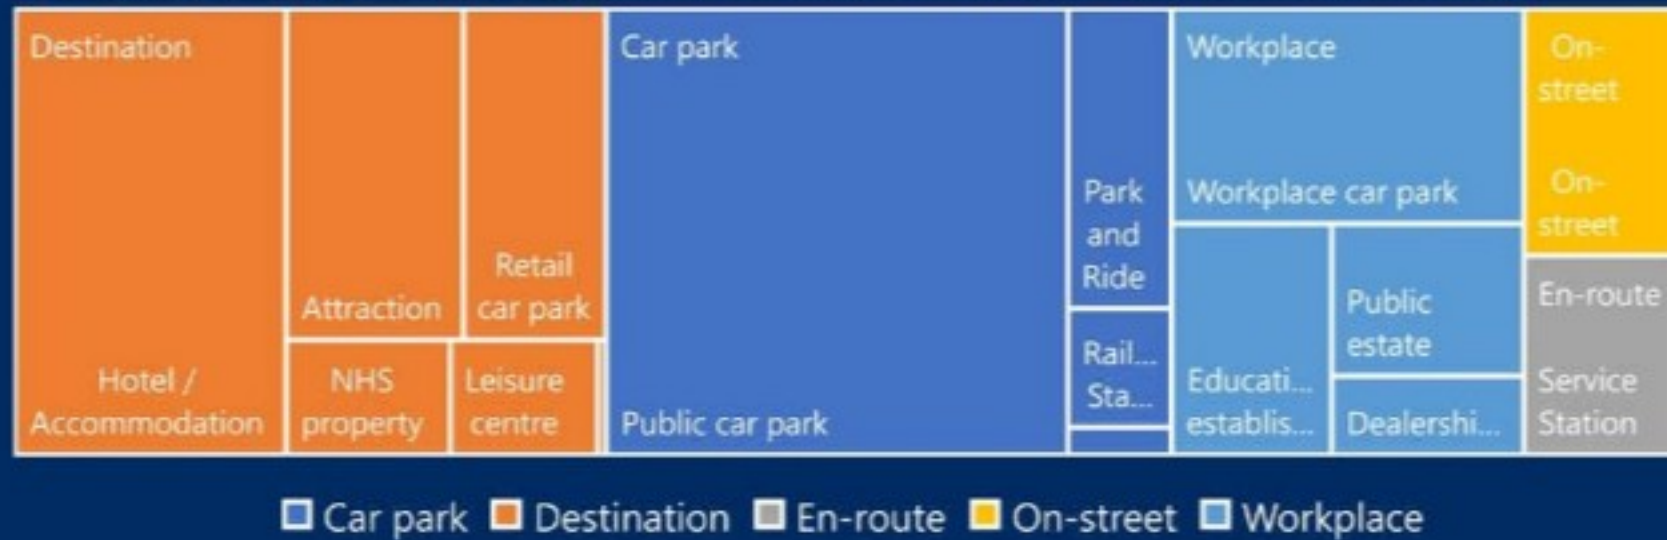 Destination
Hotel /
Accommodation
Attraction
Retail
car park
NHS
property
Leisure
centre
Car park
Public car park
Park
and
Ride
Rail...
Sta...
Workplace
Workplace car park
Educati...
establis...
Public
estate
Dealershi...
On-
street
On-
street
En-route
Service
Station
Car park Destination En-route On-street Workplace